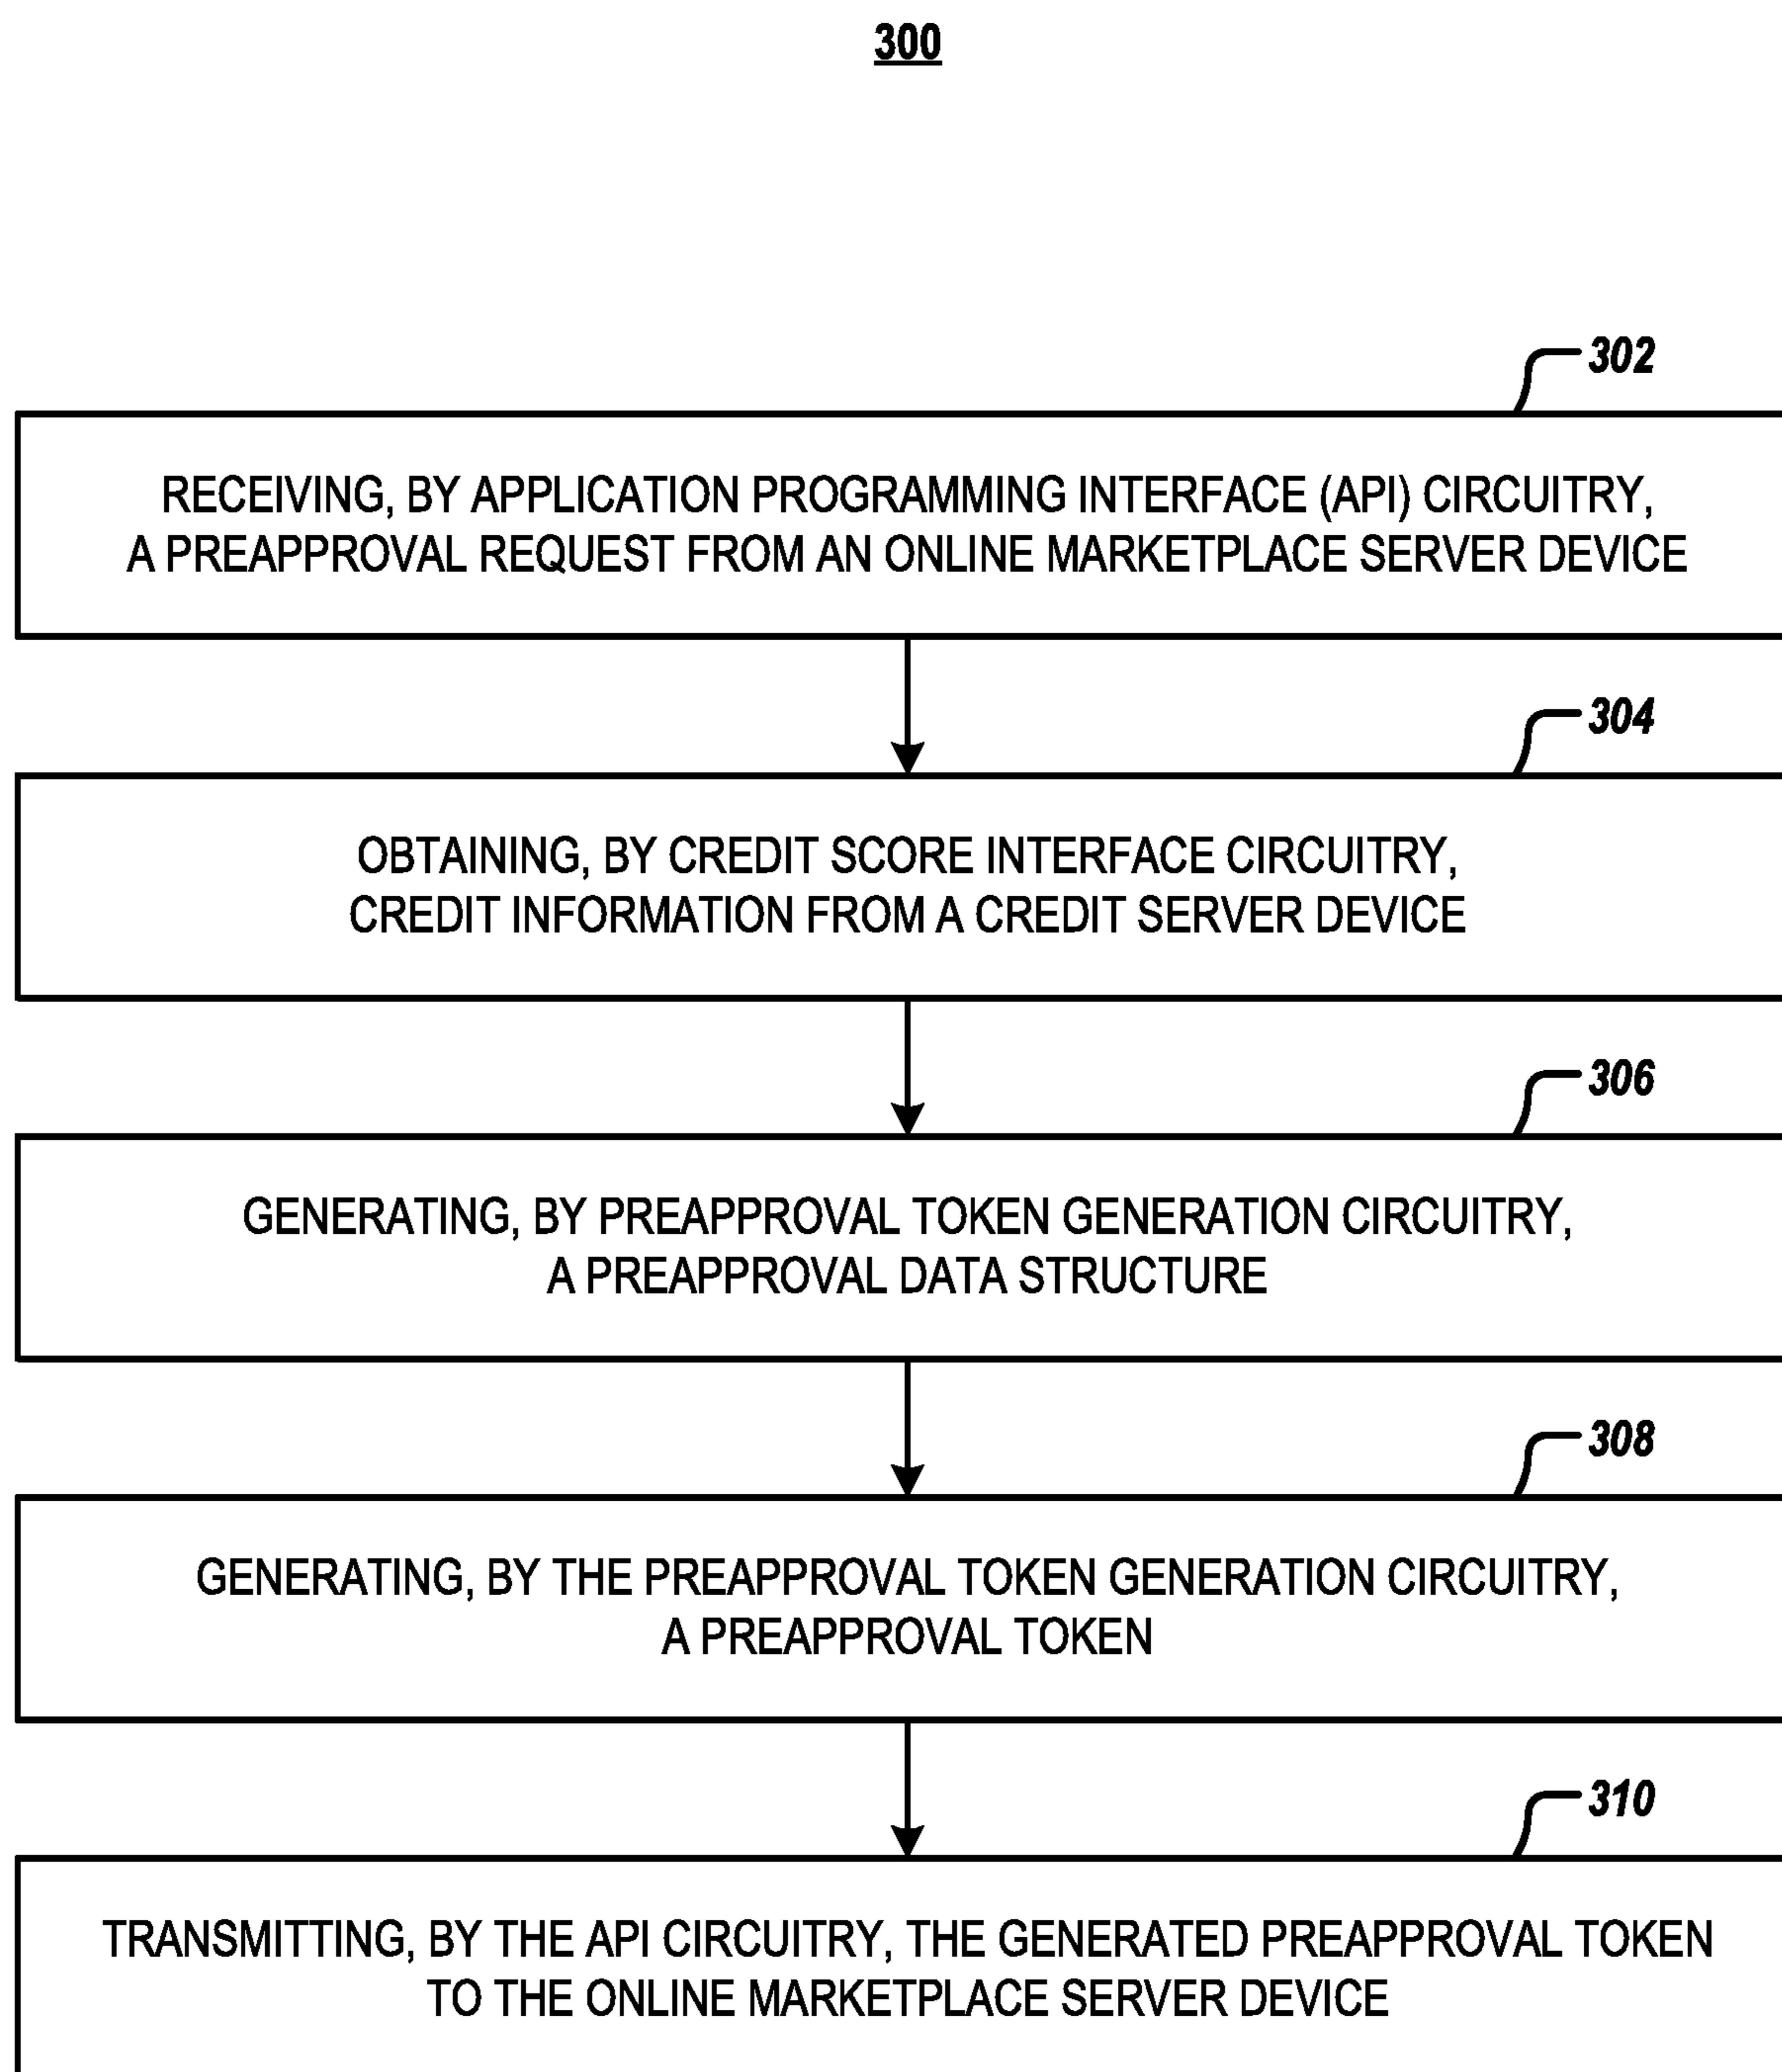 300
302
RECEIVING, BY APPLICATION PROGRAMMING INTERFACE (API) CIRCUITRY,
A PREAPPROVAL REQUEST FROM AN ONLINE MARKETPLACE SERVER DEVICE
304
OBTAINING, BY CREDIT SCORE INTERFACE CIRCUITRY,
CREDIT INFORMATION FROM A CREDIT SERVER DEVICE
306
GENERATING, BY PREAPPROVAL TOKEN GENERATION CIRCUITRY,
A PREAPPROVAL DATA STRUCTURE
308
GENERATING, BY THE PREAPPROVAL TOKEN GENERATION CIRCUITRY,
A PREAPPROVAL TOKEN
310
TRANSMITTING, BY THE API CIRCUITRY, THE GENERATED PREAPPROVAL TOKEN
TO THE ONLINE MARKETPLACE SERVER DEVICE